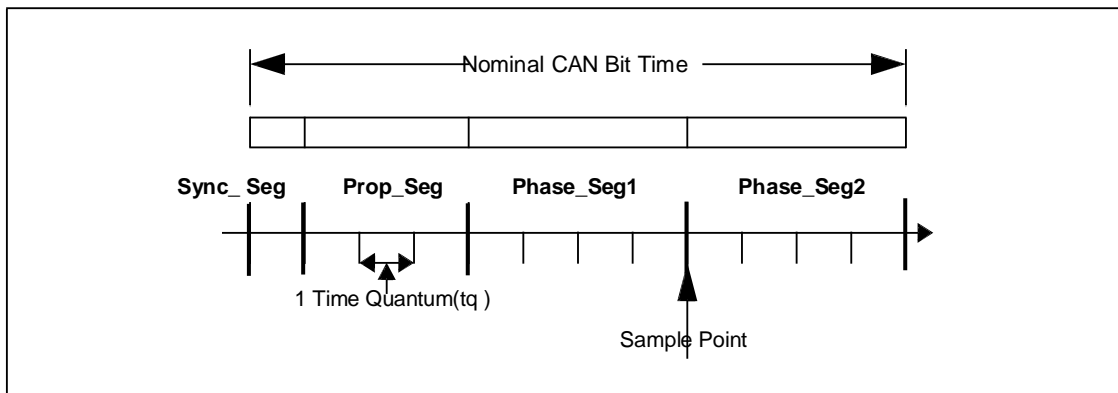 Nominal CAN Bit Time
Sync_ Seg Prop_Seg Phase_Seg1 Phase_Seg2
1 Time Quantum(tq )
Sample Point